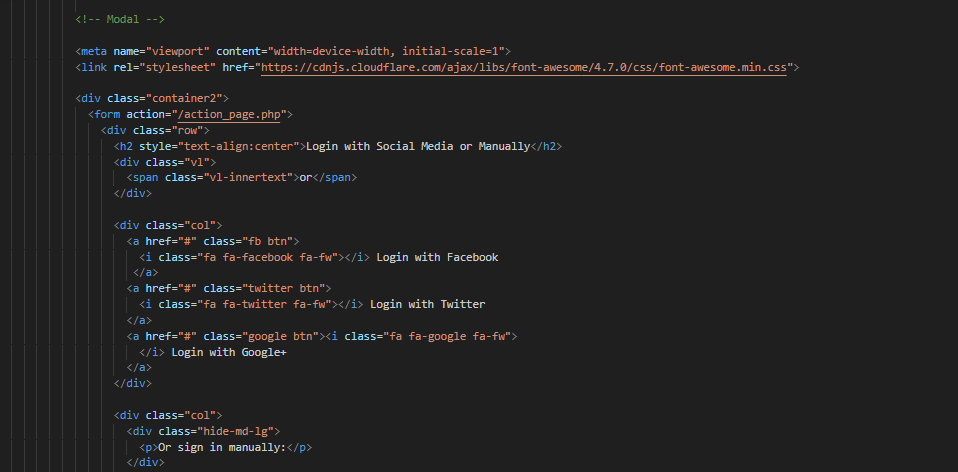 <!-- Modal -->
<meta name="viewport" content="width=device-width, initial-scale=1">
<link rel="stylesheet" href="https://cdnjs.cloudflare.com/ajax/libs/font-awesome/4.7.0/css/font-awesome.min.css">
<div class="container2">
<form action="/action_page.php">
<div class="row">
<h2 style="text-align:center">Login with Social Media or Manually</h2>
<div class="vl">
<span class="vl-innertext">or</span>
</div>
<div class="col">
<a href="#" class="fb btn">
<i class="fa fa-facebook fa-fw"></i> Login with Facebook
</a>
<a href="#" class="twitter btn">
<i class="fa fa-twitter fa-fw"></i> Login with Twitter
</a>
<a href="#" class="google btn"><i class="fa fa-google fa-fw">
</i> Login with Google+
</a>
</div>
<div class="col">
<div class="hide-md-lg">
<p>Or sign in manually:</p>
</div>